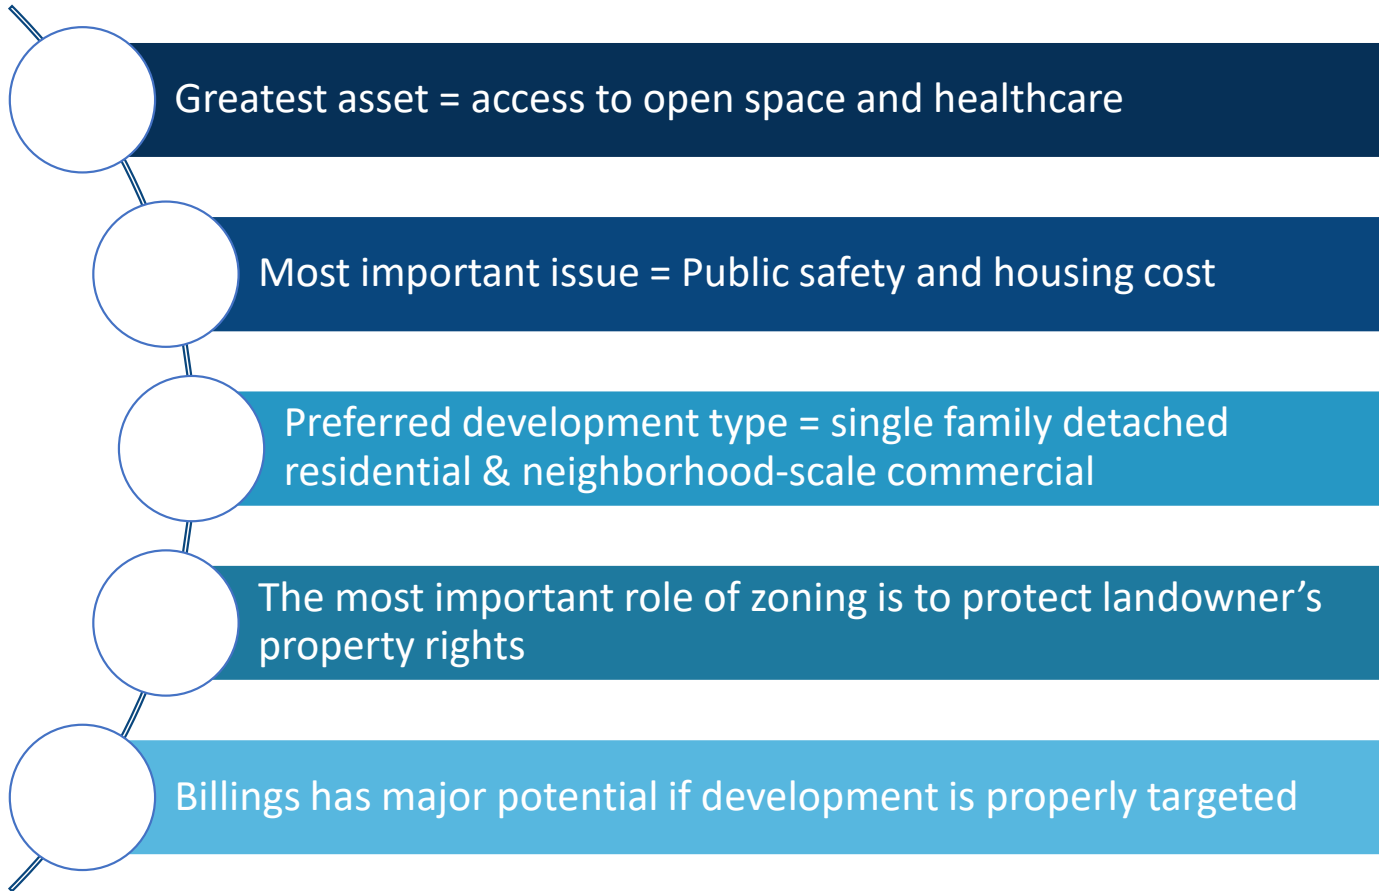 Greatest asset = access to open space and healthcare
Most important issue = Public safety and housing cost
Preferred development type = single family detached
residential & neighborhood-scale commercial
The most important role of zoning is to protect landowner’s
property rights
Billings has major potential if development is properly targeted